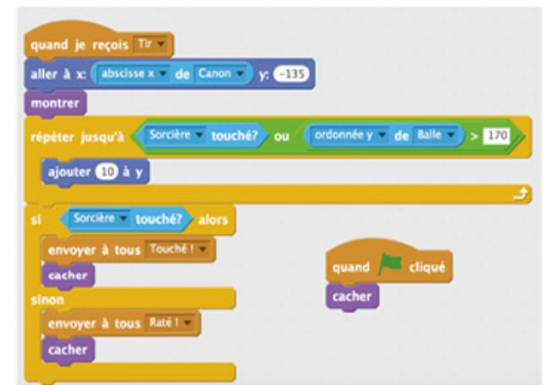 quand je reçois Tir
aller à x: abscisse x de Canon y: -135
montrer
répéter jusqu'à Sorcière touché? ou ordonnée y de Balle > 170
ajouter 10 à y
si Sorcière touché? alors
envoyer à tous Touché !
cacher
sinon
envoyer à tous Raté !
cacher
quand cliqué
cacher